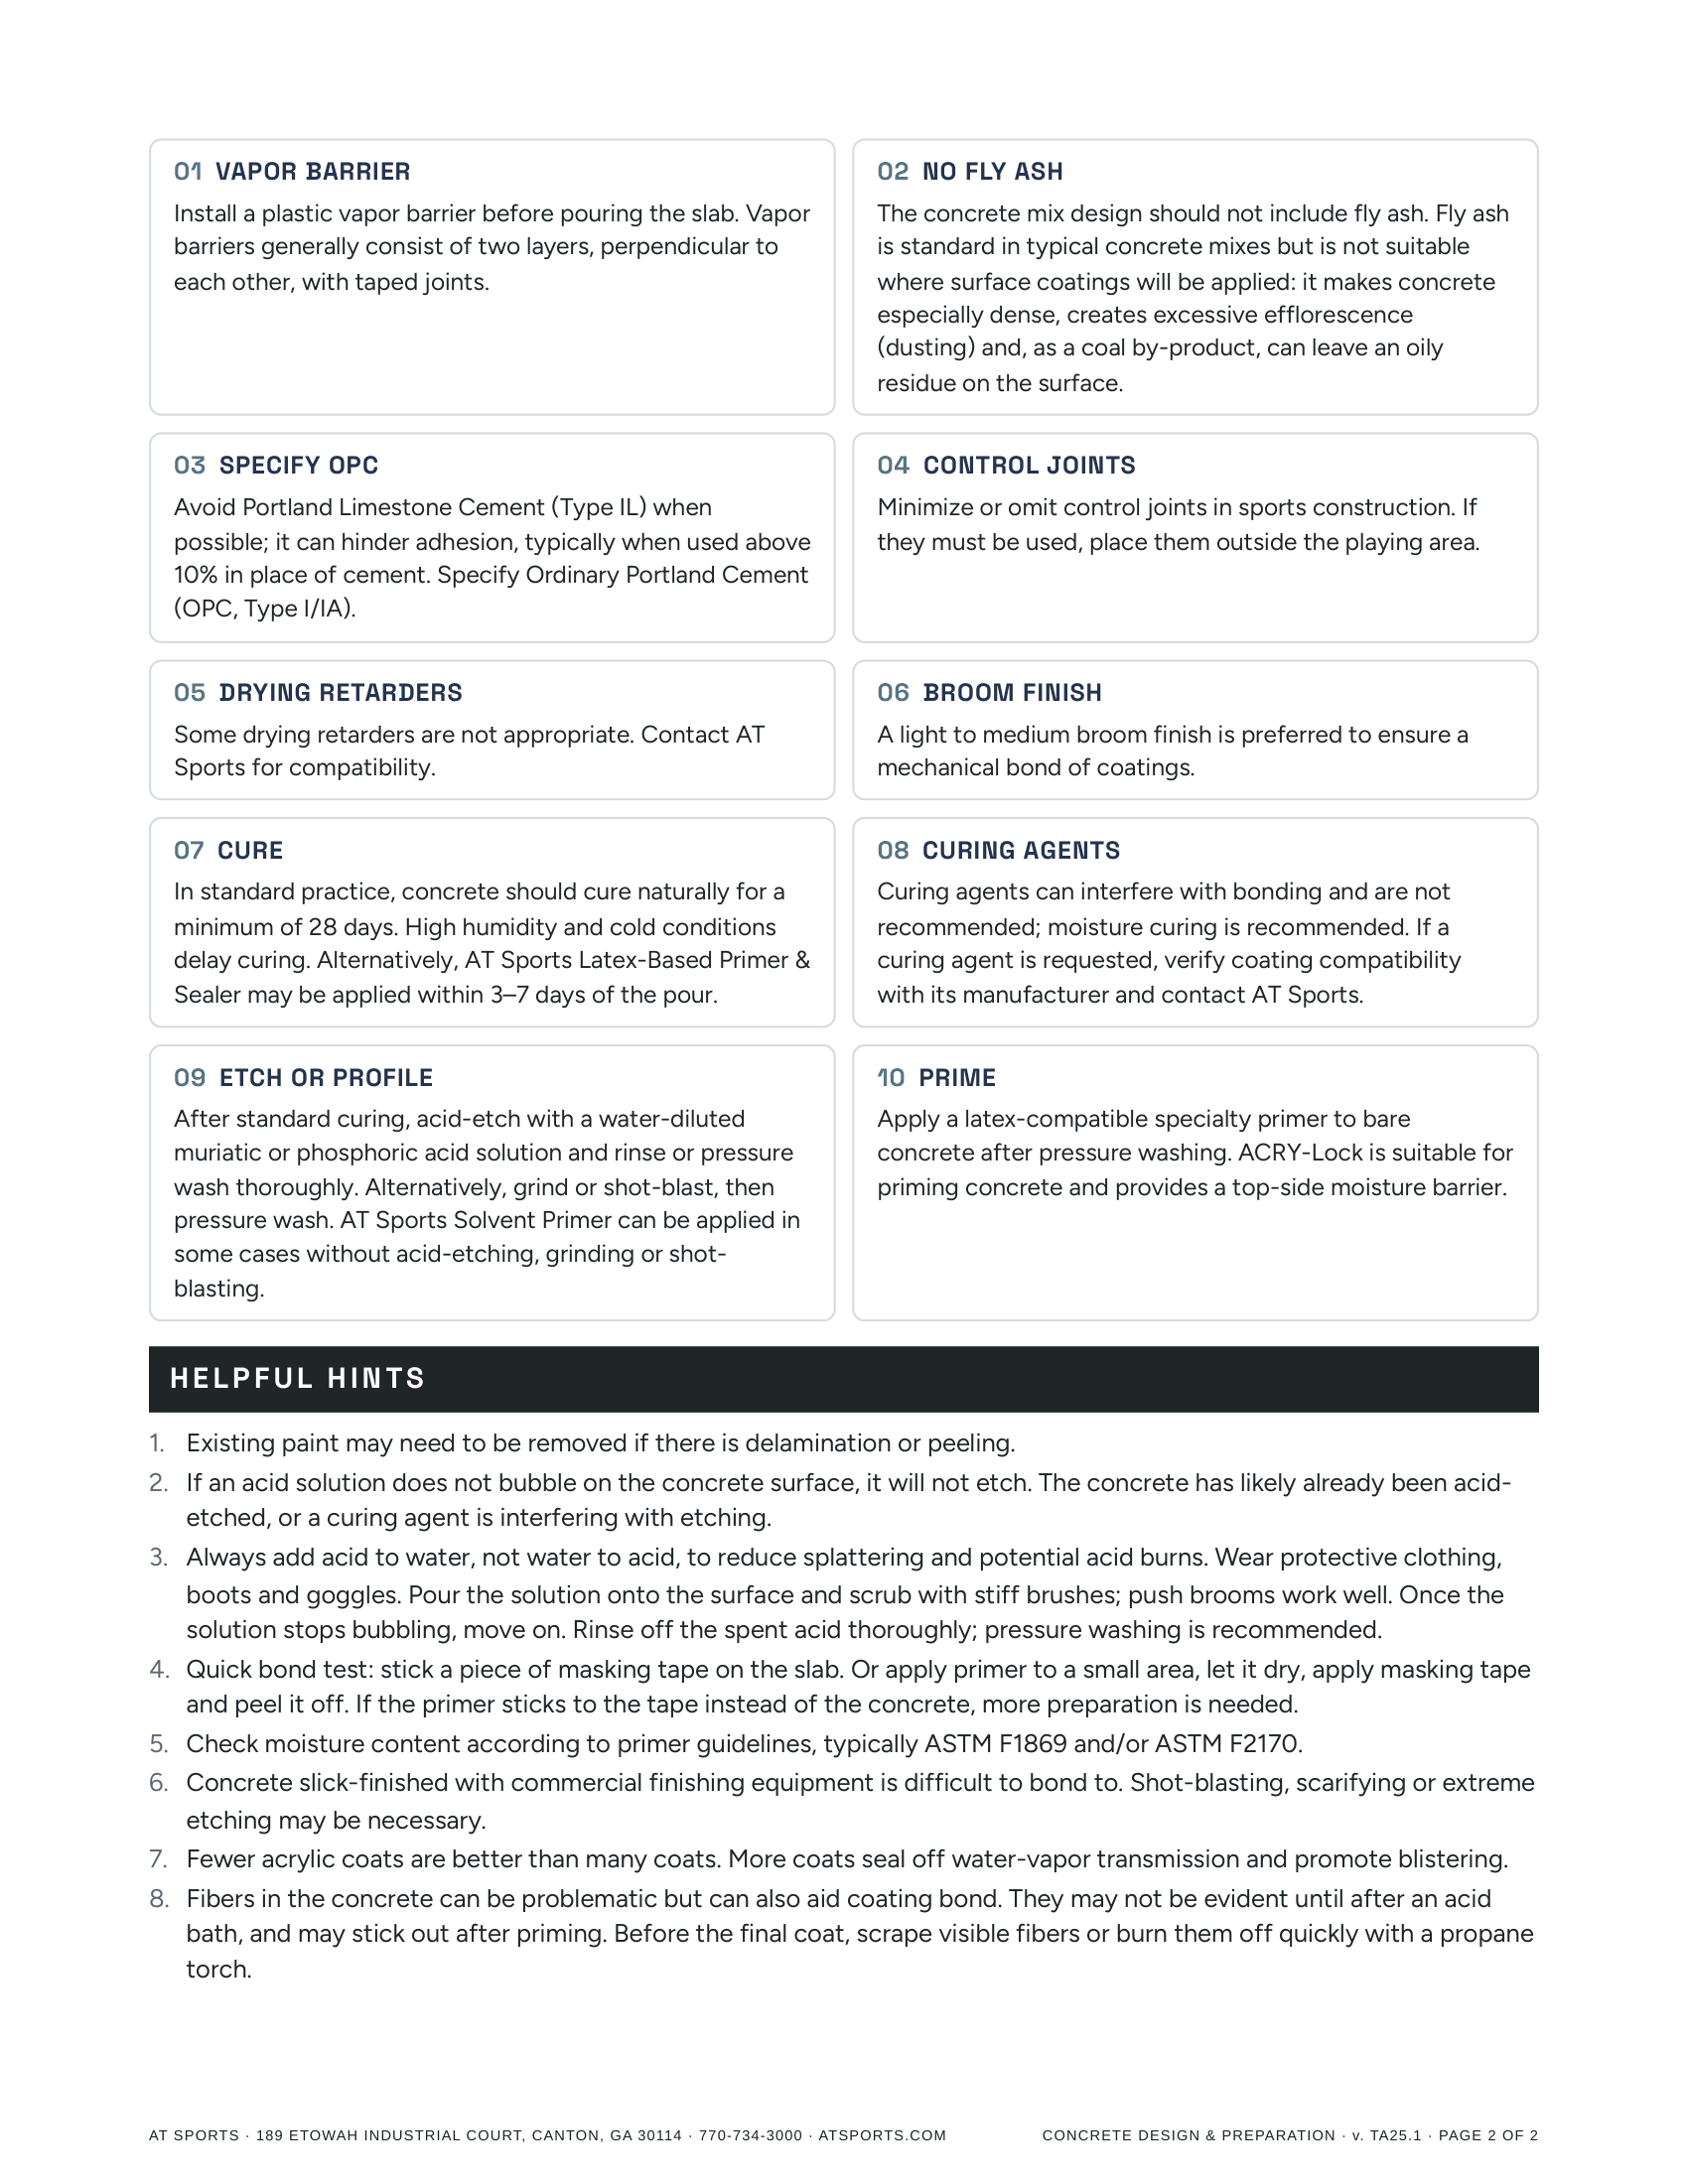 01 VAPOR BARRIER
Install a plastic vapor barrier before pouring the slab. Vapor
barriers generally consist of two layers, perpendicular to
each other, with taped joints.
02 NO FLY ASH
The concrete mix design should not include fly ash. Fly ash
is standard in typical concrete mixes but is not suitable
where surface coatings will be applied: it makes concrete
especially dense, creates excessive efflorescence
(dusting) and, as a coal by-product, can leave an oily
residue on the surface.
03 SPECIFY OPC
Avoid Portland Limestone Cement (Type IL) when
possible; it can hinder adhesion, typically when used above
10% in place of cement. Specify Ordinary Portland Cement
(OPC, Type I/IA).
04 CONTROL JOINTS
Minimize or omit control joints in sports construction. If
they must be used, place them outside the playing area.
05 DRYING RETARDERS
Some drying retarders are not appropriate. Contact AT
Sports for compatibility.
06 BROOM FINISH
A light to medium broom finish is preferred to ensure a
mechanical bond of coatings.
07 CURE
In standard practice, concrete should cure naturally for a
minimum of 28 days. High humidity and cold conditions
delay curing. Alternatively, AT Sports Latex-Based Primer &
Sealer may be applied within 3–7 days of the pour.
08 CURING AGENTS
Curing agents can interfere with bonding and are not
recommended; moisture curing is recommended. If a
curing agent is requested, verify coating compatibility
with its manufacturer and contact AT Sports.
09 ETCH OR PROFILE
After standard curing, acid-etch with a water-diluted
muriatic or phosphoric acid solution and rinse or pressure
wash thoroughly. Alternatively, grind or shot-blast, then
pressure wash. AT Sports Solvent Primer can be applied in
some cases without acid-etching, grinding or shot-
blasting.
10 PRIME
Apply a latex-compatible specialty primer to bare
concrete after pressure washing. ACRY-Lock is suitable for
priming concrete and provides a top-side moisture barrier.
HELPFUL HINTS
1. Existing paint may need to be removed if there is delamination or peeling.
2. If an acid solution does not bubble on the concrete surface, it will not etch. The concrete has likely already been acid-
etched, or a curing agent is interfering with etching.
3. Always add acid to water, not water to acid, to reduce splattering and potential acid burns. Wear protective clothing,
boots and goggles. Pour the solution onto the surface and scrub with stiff brushes; push brooms work well. Once the
solution stops bubbling, move on. Rinse off the spent acid thoroughly; pressure washing is recommended.
4. Quick bond test: stick a piece of masking tape on the slab. Or apply primer to a small area, let it dry, apply masking tape
and peel it off. If the primer sticks to the tape instead of the concrete, more preparation is needed.
5. Check moisture content according to primer guidelines, typically ASTM F1869 and/or ASTM F2170.
6. Concrete slick-finished with commercial finishing equipment is difficult to bond to. Shot-blasting, scarifying or extreme
etching may be necessary.
7. Fewer acrylic coats are better than many coats. More coats seal off water-vapor transmission and promote blistering.
8. Fibers in the concrete can be problematic but can also aid coating bond. They may not be evident until after an acid
bath, and may stick out after priming. Before the final coat, scrape visible fibers or burn them off quickly with a propane
torch.
AT SPORTS · 189 ETOWAH INDUSTRIAL COURT, CANTON, GA 30114 · 770-734-3000 · ATSPORTS.COM
CONCRETE DESIGN & PREPARATION · v. TA25.1 · PAGE 2 OF 2